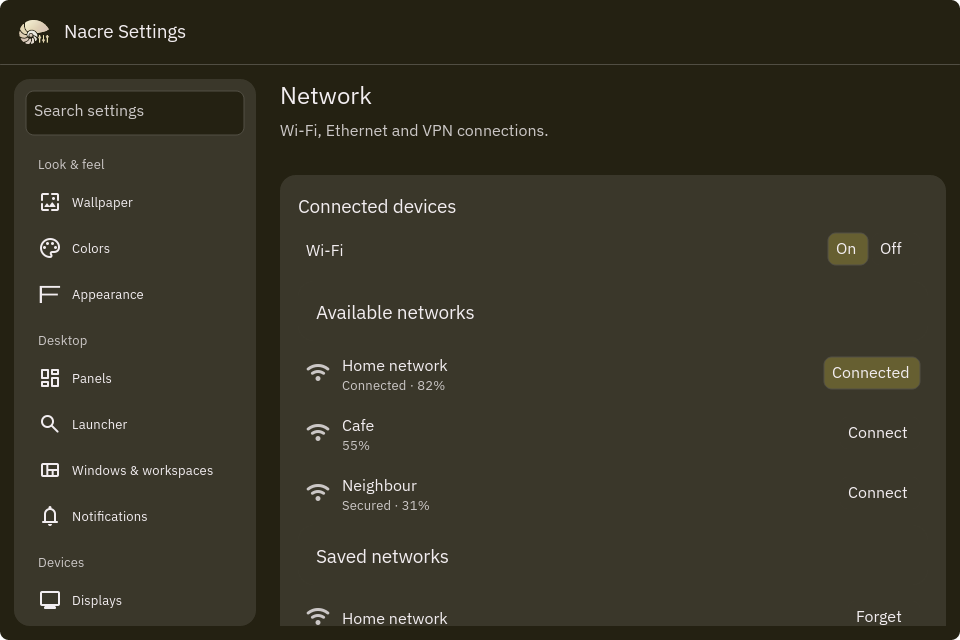 Nacre Settings
Search settings
Look & feel
Wallpaper
Colors
Appearance
Desktop
Panels
Launcher
Windows & workspaces
Notifications
Devices
Displays
Network
Wi-Fi, Ethernet and VPN connections.
Connected devices
Wi-Fi
On Off
Available networks
Home network
Connected · 82%
Connected
Cafe
55%
Connect
Neighbour
Secured · 31%
Connect
Saved networks
Home network
Forget